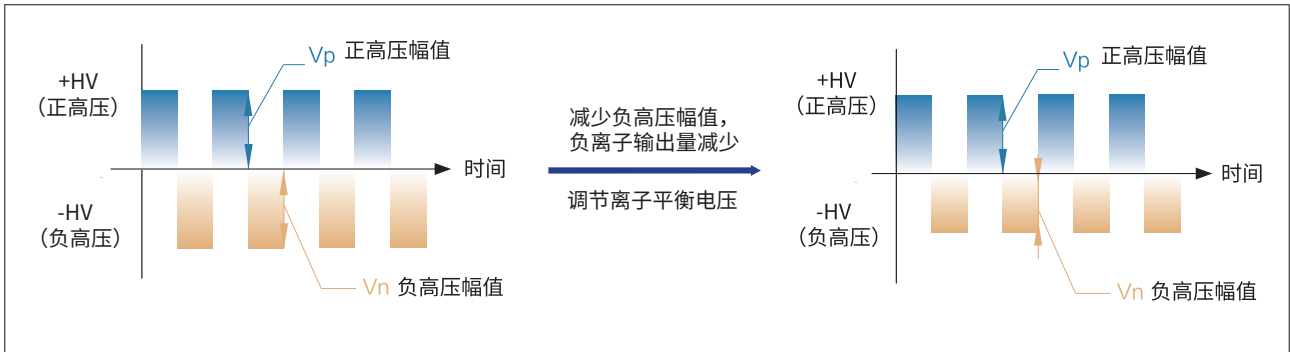 +HV
（正高压）
Vp 正高压幅值
时间
-HV
（负高压）
Vn 负高压幅值
减少负高压幅值，
负离子输出量减少
调节离子平衡电压
+HV
（正高压）
Vp 正高压幅值
时间
-HV
（负高压）
Vn 负高压幅值